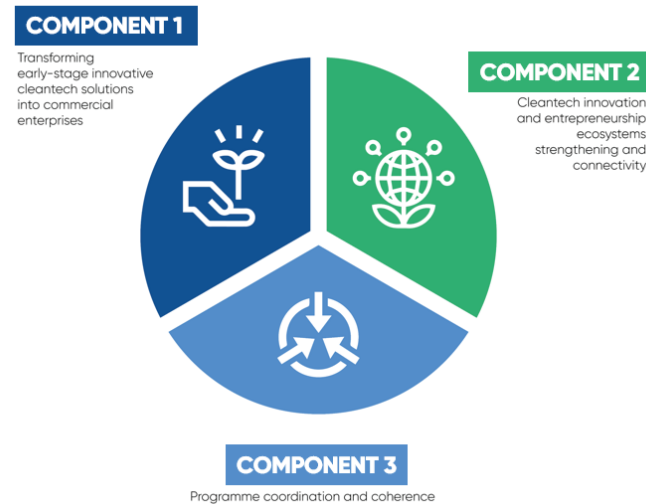 COMPONENT 1
Transforming
early-stage innovative
cleantech solutions
into commercial
enterprises
COMPONENT 2
Cleantech innovation
and entrepreneurship
ecosystems
strengthening and
connectivity
COMPONENT 3
Programme coordination and coherence